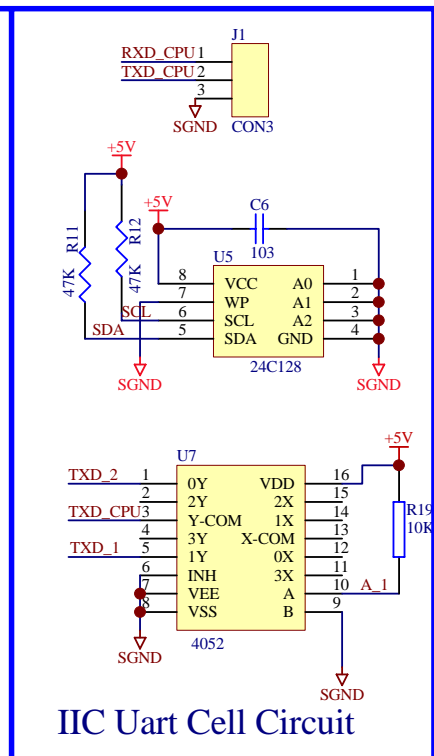 J1
RXD_CPU 1
TXD_CPU 2
3
SGND
CON3
+5V
+5V
C6
103
R11
47K
R12
47K
U5
8 VCC A0 1
7 WP A1 2
SCL 6 SCL A2 3
SDA 5 SDA GND 4
24C128
SGND
SGND
U7
+5V
TXD_2 1 0Y VDD 16
2 2Y 2X 15
TXD_CPU 3 Y-COM 1X 14
4 3Y X-COM 13
TXD_1 5 1Y 0X 12
6 INH 3X 11
7 VEE A 10 A_1
8 VSS B 9
R19
10K
4052
SGND
SGND
IIC Uart Cell Circuit